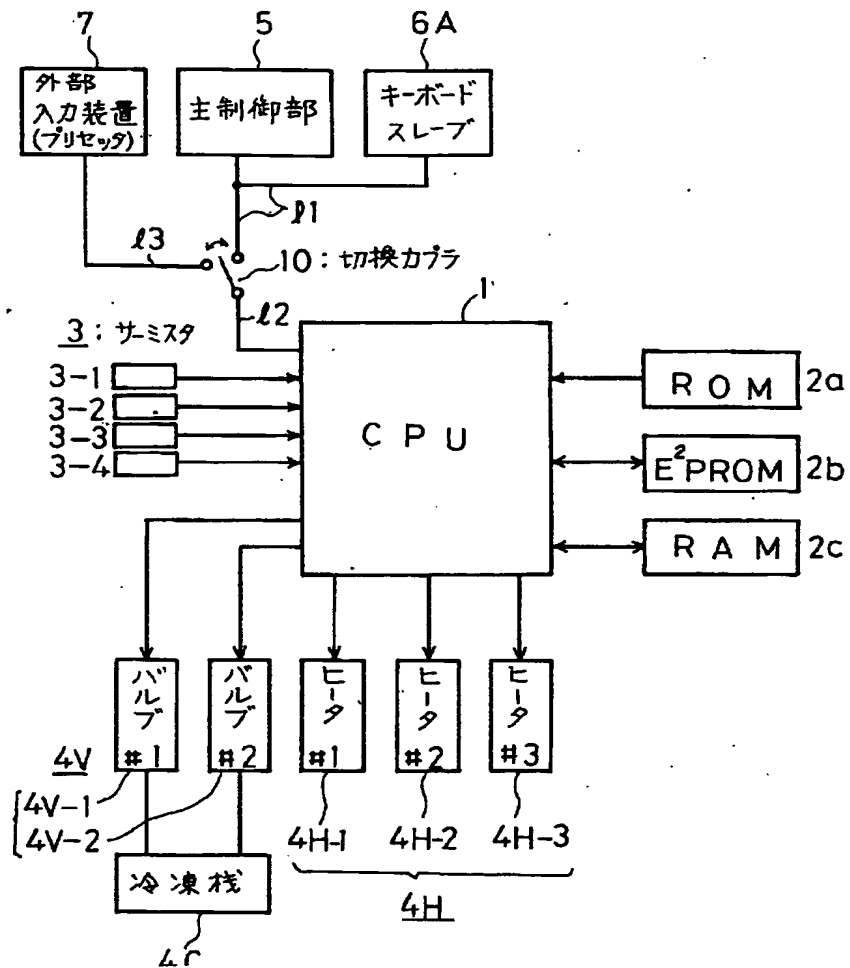 7
5
6A
外部
入力装置
(プリセッタ)
主制御部
キーボード
スレーブ
l1
l3
10:切換カプラ
l2
1
3:サーミスタ
3-1
3-2
3-3
3-4
CPU
ROM
2a
E²PROM
2b
RAM
2c
バルブ
#1
バルブ
#2
ヒータ
#1
ヒータ
#2
ヒータ
#3
4V
4V-1
4V-2
4H-1
4H-2
4H-3
冷凍桟
4H